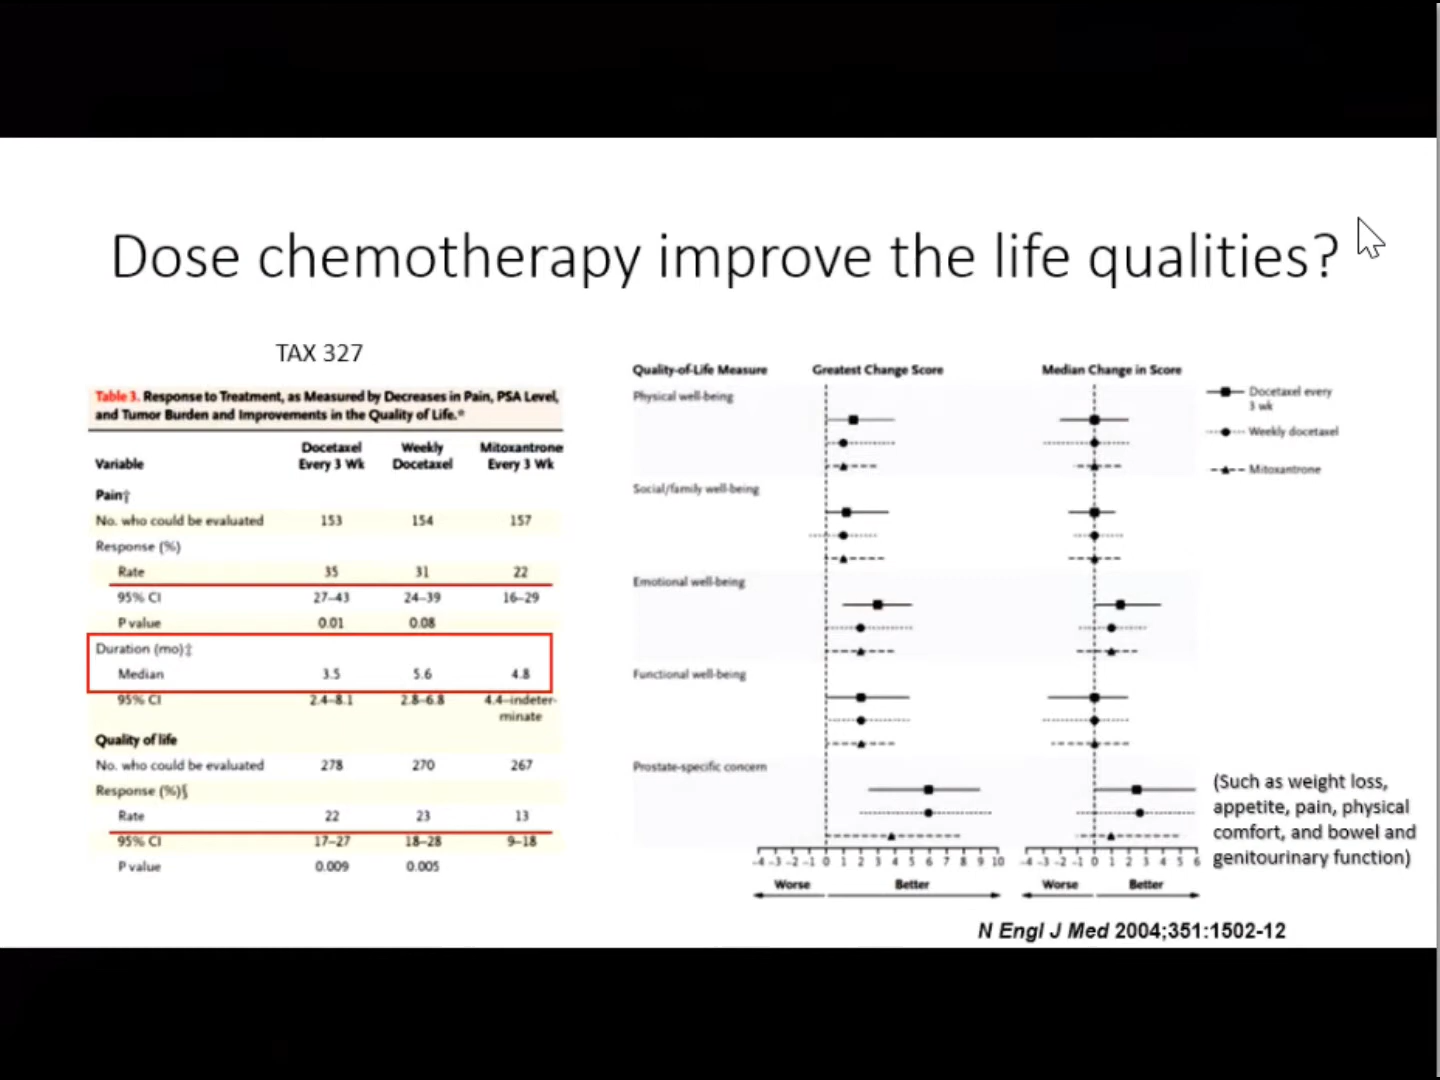 Dose chemotherapy improve the life qualities?
TAX 327
Table 3. Response to Treatment, as Measured by Decreases in Pain, PSA Level,
and Tumor Burden and Improvements in the Quality of Life.*
Variable Docetaxel Every 3 Wk Weekly Docetaxel Mitoxantrone Every 3 Wk
Pain†
No. who could be evaluated 153 154 157
Response (%)
Rate 35 31 22
95% CI 27–43 24–39 16–29
P value 0.01 0.08
Duration (mo)‡
Median 3.5 5.6 4.8
95% CI 2.4–8.1 2.8–6.8 4.4–indeterminate
Quality of life
No. who could be evaluated 278 270 267
Response (%)§
Rate 22 23 13
95% CI 17–27 18–28 9–18
P value 0.009 0.005
Quality-of-Life Measure Greatest Change Score Median Change in Score
Physical well-being
Social/family well-being
Emotional well-being
Functional well-being
Prostate-specific concern
-4 -3 -2 -1 0 1 2 3 4 5 6 7 8 9 10
-4 -3 -2 -1 0 1 2 3 4 5 6
Worse Better
Worse Better
Docetaxel every
3 wk
Weekly docetaxel
Mitoxantrone
(Such as weight loss,
appetite, pain, physical
comfort, and bowel and
genitourinary function)
N Engl J Med 2004;351:1502-12